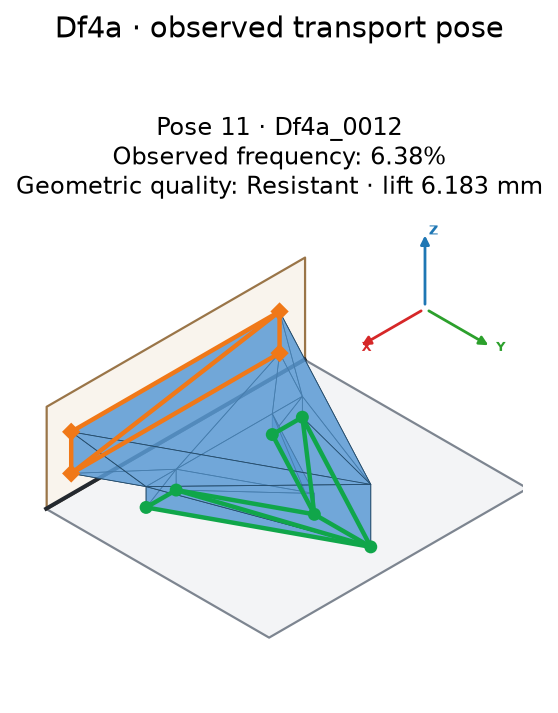 Df4a · observed transport pose
Pose 11 · Df4a_0012
Observed frequency: 6.38%
Geometric quality: Resistant · lift 6.183 mm
Z
X
Y